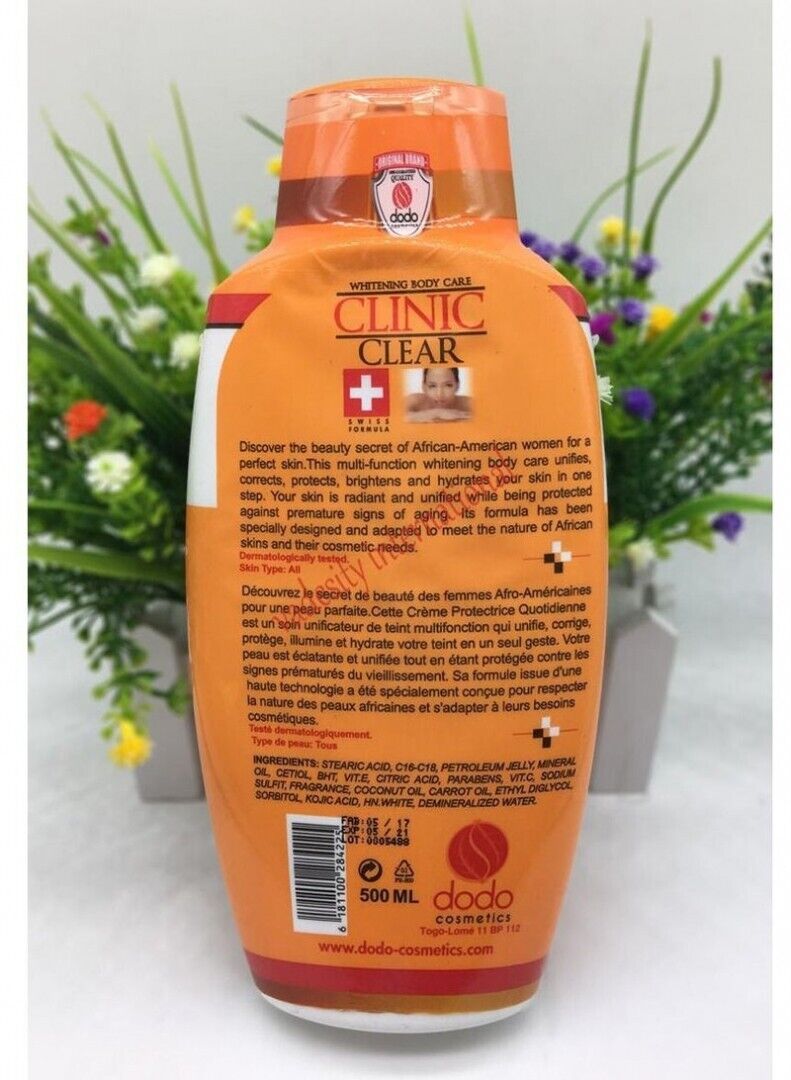 ORIGINAL BRAND
QUALITY
dodo
cosmetics
WHITENING BODY CARE
CLINIC
CLEAR
SWISS
FORMULA
Discover the beauty secret of African-American women for a
perfect skin.This multi-function whitening body care unifies,
corrects, protects, brightens and hydrates your skin in one
step. Your skin is radiant and unified while being protected
against premature signs of aging. Its formula has been
specially designed and adapted to meet the nature of African
skins and their cosmetic needs.
Dermatologically tested.
Skin Type: All
Découvrez le secret de beauté des femmes Afro-Américaines
pour une peau parfaite.Cette Crème Protectrice Quotidienne
est un soin unificateur de teint multifonction qui unifie, corrige,
protège, illumine et hydrate votre teint en un seul geste. Votre
peau est éclatante et unifiée tout en étant protégée contre les
signes prématurés du vieillissement. Sa formule issue d'une
haute technologie a été spécialement conçue pour respecter
la nature des peaux africaines et s'adapter à leurs besoins
cosmétiques.
Testé dermatologiquement.
Type de peau: Tous
international
INGREDIENTS: STEARIC ACID, C16-C18, PETROLEUM JELLY, MINERAL
OIL, CETIOL, BHT, VIT.E, CITRIC ACID, PARABENS, VIT.C, SODIUM
SULFIT, FRAGRANCE, COCONUT OIL, CARROT OIL, ETHYL DIGLYCOL,
SORBITOL, KOJIC ACID, HN.WHITE, DEMINERALIZED WATER.
FAB:05 / 17
EXP:05 / 21
LOT:0005488
6 181100 284225
500 ML
dodo
cosmetics
Togo-Lomé 11 BP 112
www.dodo-cosmetics.com